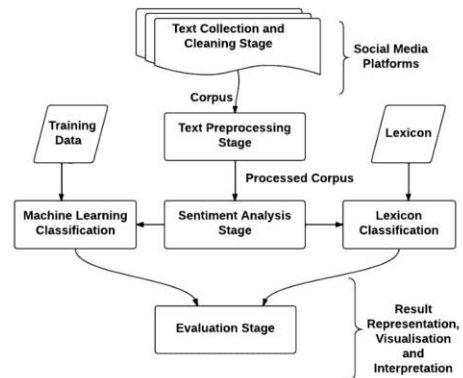 Text Collection and
Cleaning Stage
Social Media
Platforms
Corpus
Training
Data
Text Preprocessing
Stage
Lexicon
Processed Corpus
Machine Learning
Classification
Sentiment Analysis
Stage
Lexicon
Classification
Evaluation Stage
Result
Representation,
Visualisation
and
Interpretation